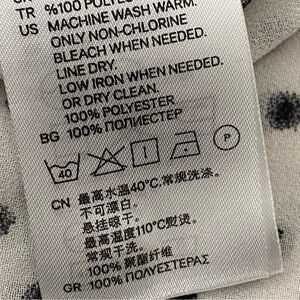 TR %100 POLYES
US MACHINE WASH WARM.
ONLY NON-CHLORINE
BLEACH WHEN NEEDED.
LINE DRY.
LOW IRON WHEN NEEDED.
OR DRY CLEAN.
100% POLYESTER
BG 100% ПОЛИЕСТЕР
40 P
CN 最高水温40°C,常规洗涤.
不可漂白.
悬挂晾干.
最高温度110°C熨烫.
常规干洗.
100% 聚酯纤维
GR 100% ΠΟΛΥΕΣΤΕΡΑΣ